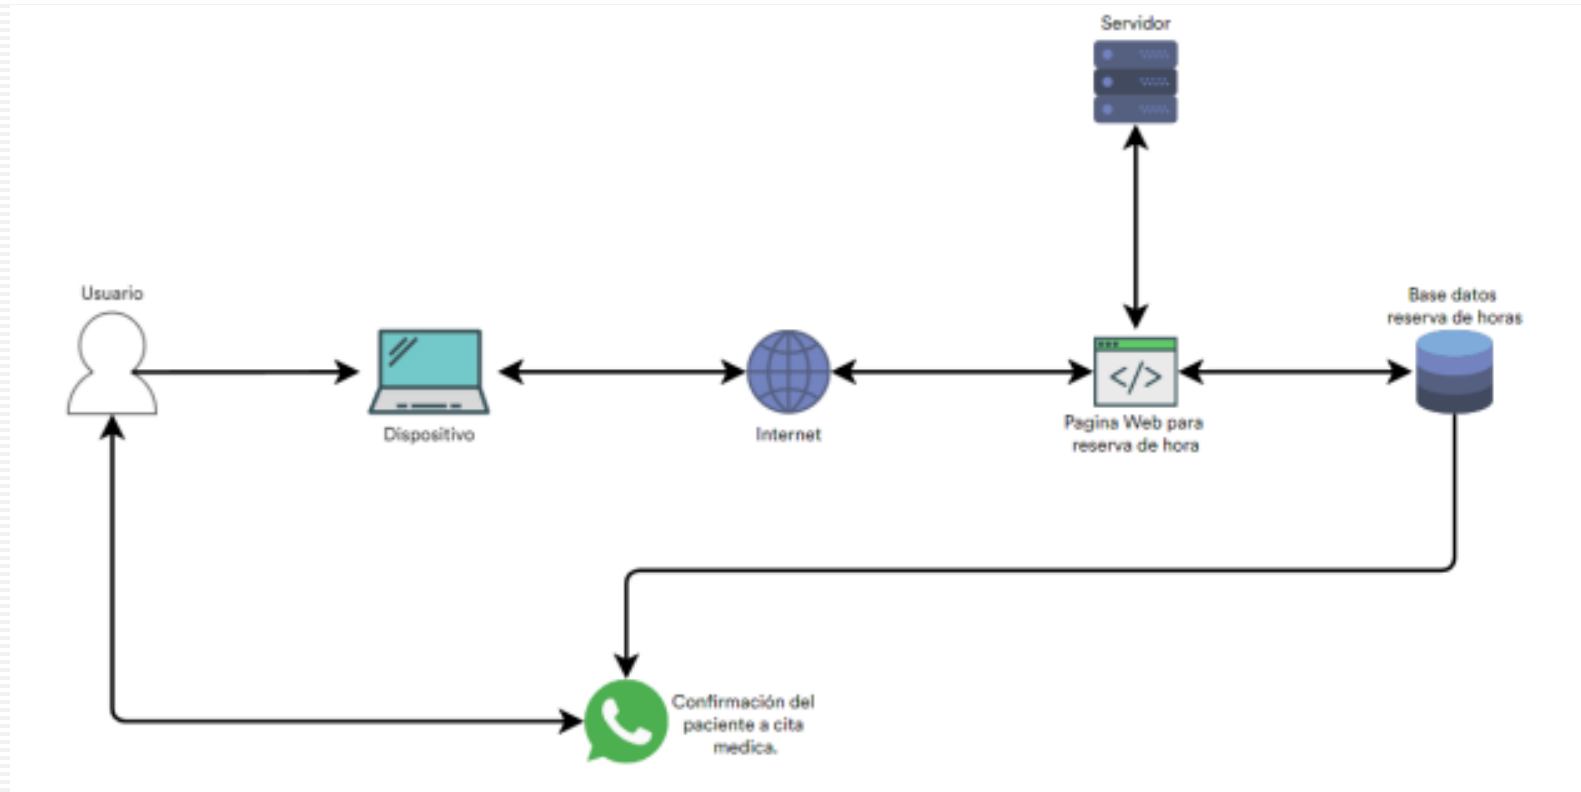 Servidor
Usuario
Base datos
reserva de horas
Dispositivo
Internet
</>
Pagina Web para
reserva de hora
Confirmación del
paciente a cita
medica.